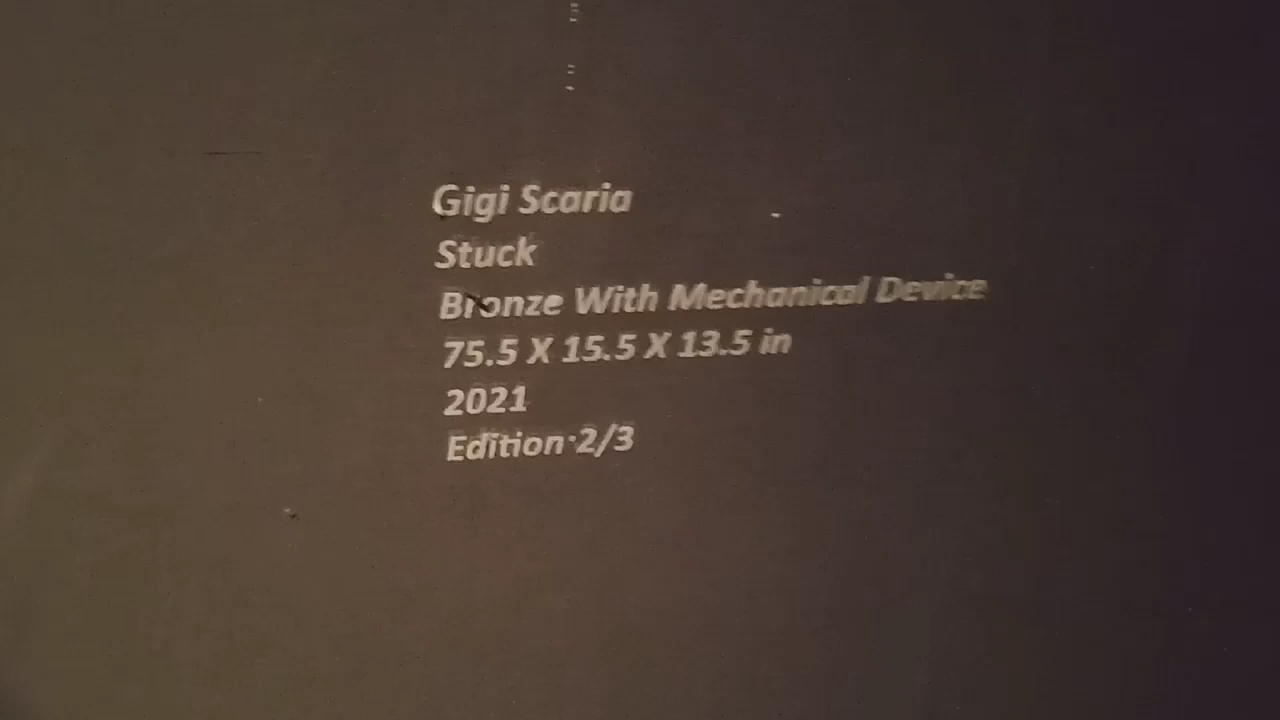 Gigi Scaria
Stuck
Bronze With Mechanical Device
75.5 X 15.5 X 13.5 in
2021
Edition 2/3